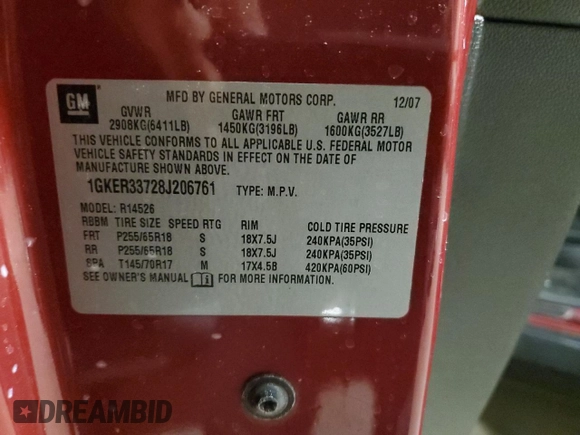 GM
MFD BY GENERAL MOTORS CORP. 12/07
GVWR GAWR FRT GAWR RR
2908KG(6411LB) 1450KG(3196LB) 1600KG(3527LB)
THIS VEHICLE CONFORMS TO ALL APPLICABLE U.S. FEDERAL MOTOR
VEHICLE SAFETY STANDARDS IN EFFECT ON THE DATE OF
MANUFACTURE SHOWN ABOVE.
1GKER33728J206761 TYPE: M.P.V.
MODEL: R14526
RBBM TIRE SIZE SPEED RTG RIM COLD TIRE PRESSURE
FRT P255/65R18 S 18X7.5J 240KPA(35PSI)
RR P255/65R18 S 18X7.5J 240KPA(35PSI)
SPA T145/70R17 M 17X4.5B 420KPA(60PSI)
SEE OWNER'S MANUAL FOR MORE INFORMATION.
DREAMBID